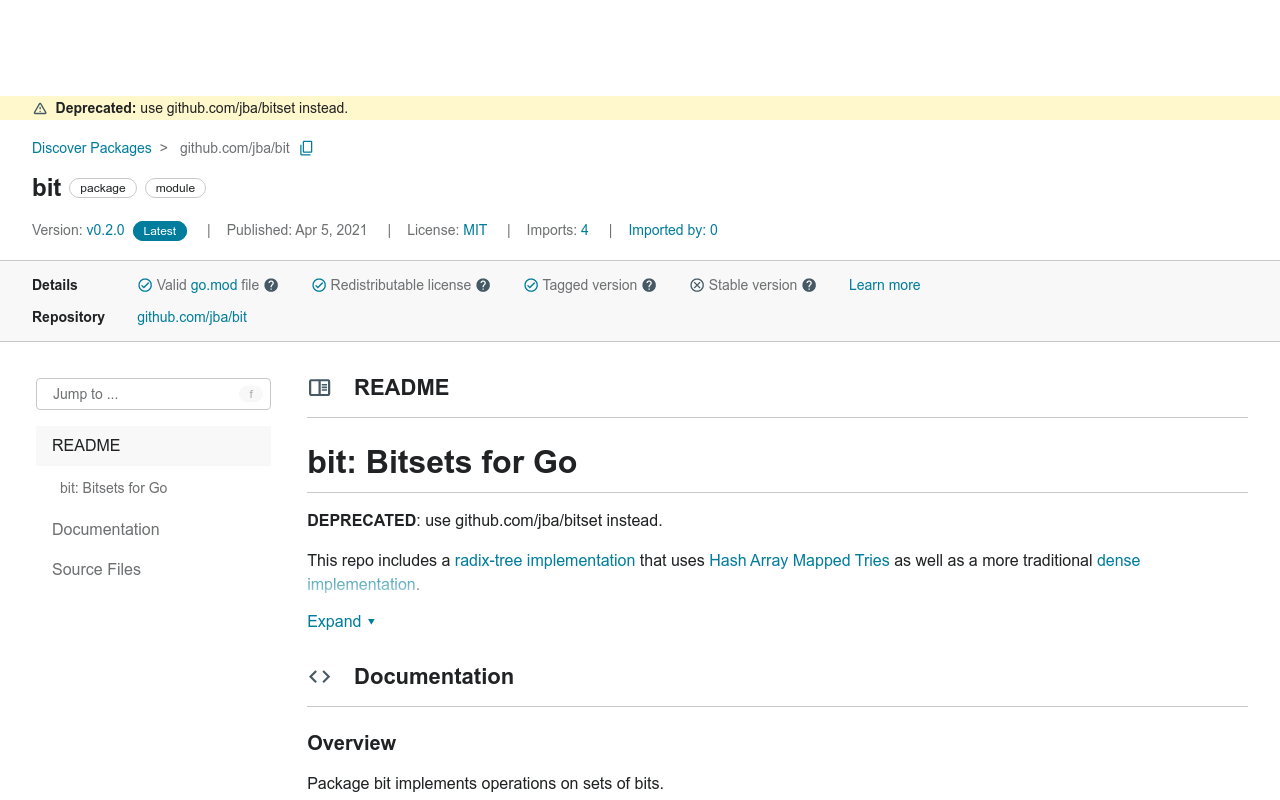 Deprecated: use github.com/jba/bitset instead.
Discover Packages > github.com/jba/bit
bit package module
Version: v0.2.0 Latest | Published: Apr 5, 2021 | License: MIT | Imports: 4 | Imported by: 0
Details Valid go.mod file ? Redistributable license ? Tagged version ? Stable version ? Learn more
Repository github.com/jba/bit
Jump to ... f
README
bit: Bitsets for Go
Documentation
Source Files
README
bit: Bitsets for Go
DEPRECATED: use github.com/jba/bitset instead.
This repo includes a radix-tree implementation that uses Hash Array Mapped Tries as well as a more traditional dense
implementation.
Expand ▼
Documentation
Overview
Package bit implements operations on sets of bits.